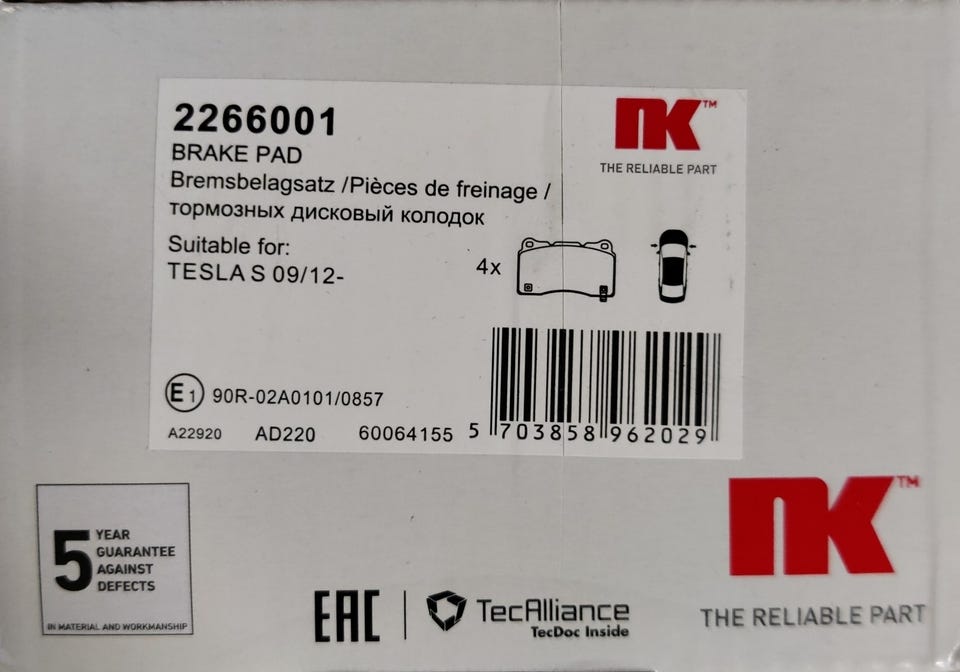 2266001
BRAKE PAD
Bremsbelagsatz /Pièces de freinage /
тормозных дисковый колодок
Suitable for:
TESLA S 09/12-
NK™
THE RELIABLE PART
4x
E1 90R-02A0101/0857
A22920 AD220 60064155
5 703858 962029
5 YEAR
GUARANTEE
AGAINST
DEFECTS
IN MATERIAL AND WORKMANSHIP
EAC
TecAlliance
TecDoc Inside
NK™
THE RELIABLE PART